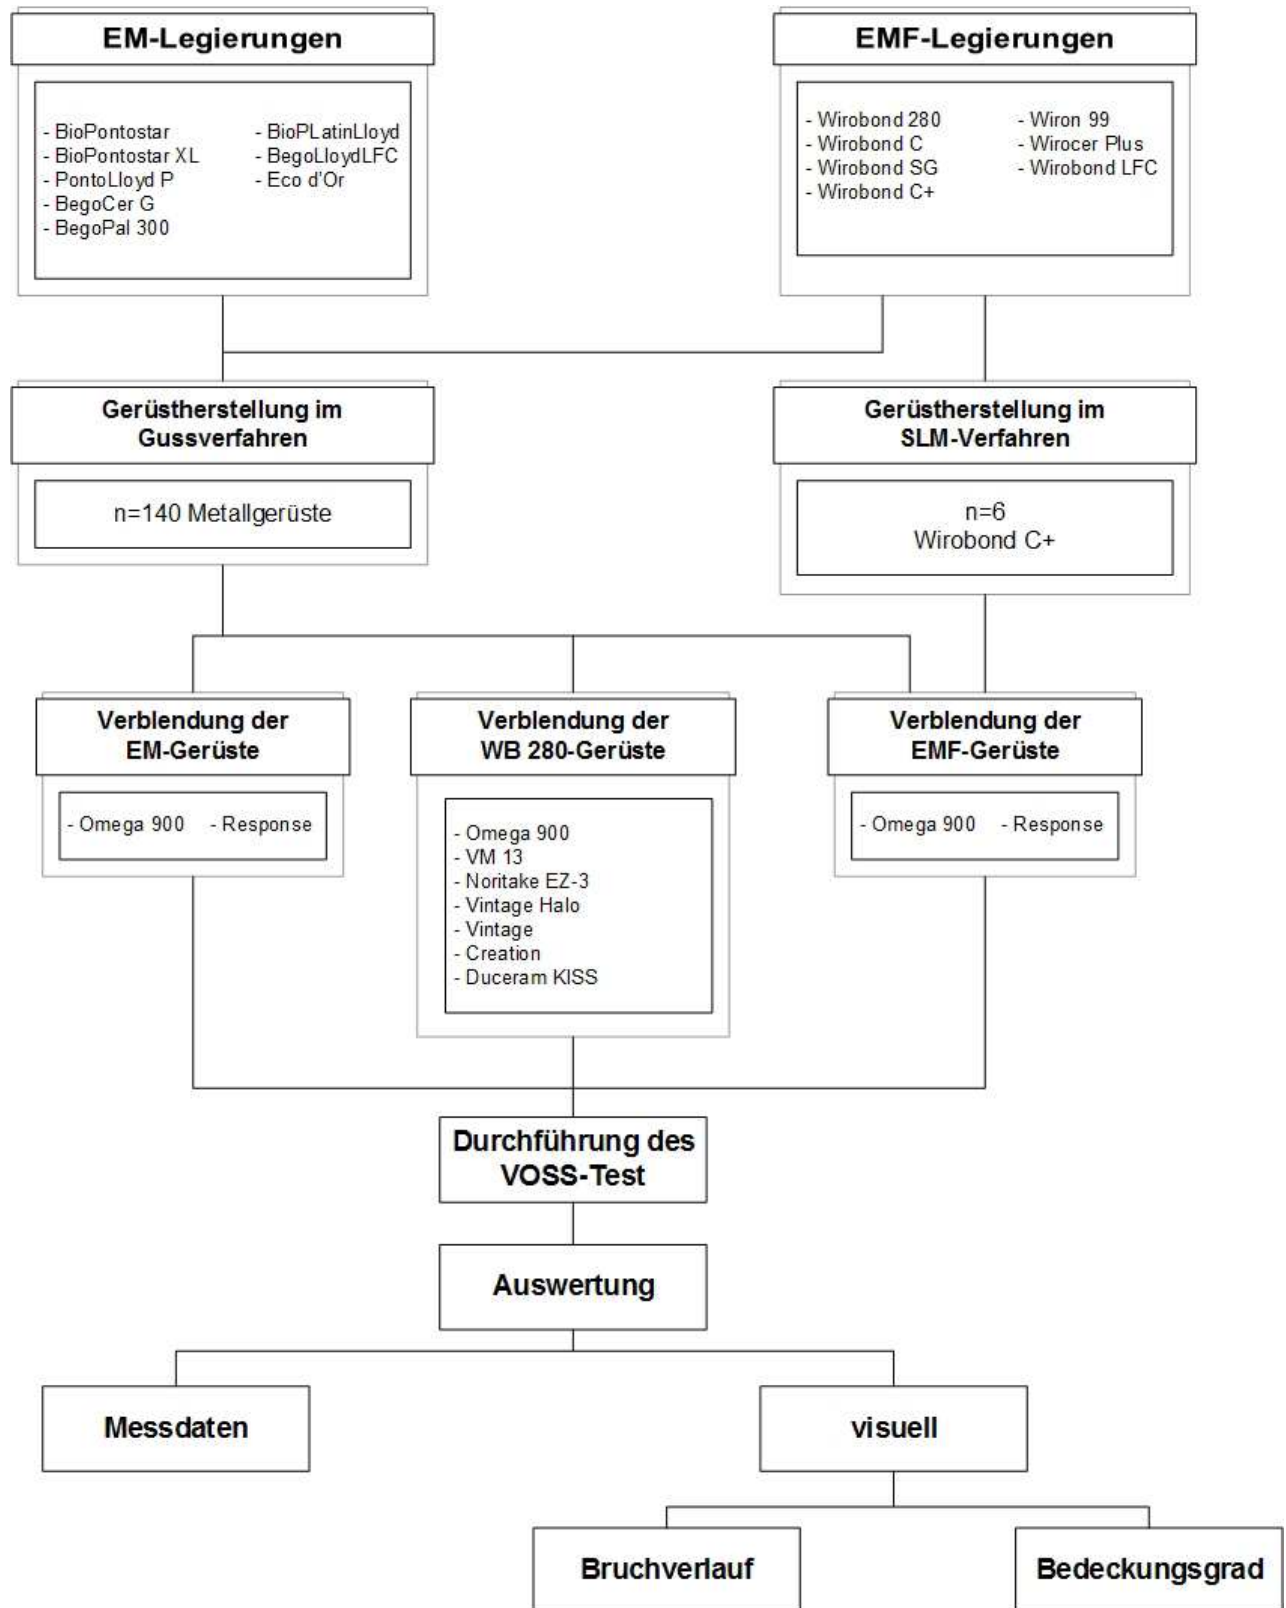 EM-Legierungen
- BioPontostar
- BioPontostar XL
- PontoLloyd P
- BegoCer G
- BegoPal 300
- BioPLatinLloyd
- BegoLloydLFC
- Eco d'Or
EMF-Legierungen
- Wirobond 280
- Wirobond C
- Wirobond SG
- Wirobond C+
- Wiron 99
- Wirocer Plus
- Wirobond LFC
Gerüstherstellung im
Gussverfahren
n=140 Metallgerüste
Gerüstherstellung im
SLM-Verfahren
n=6
Wirobond C+
Verblendung der
EM-Gerüste
- Omega 900 - Response
Verblendung der
WB 280-Gerüste
- Omega 900
- VM 13
- Noritake EZ-3
- Vintage Halo
- Vintage
- Creation
- Duceram KISS
Verblendung der
EMF-Gerüste
- Omega 900 - Response
Durchführung des
VOSS-Test
Auswertung
Messdaten
visuell
Bruchverlauf
Bedeckungsgrad